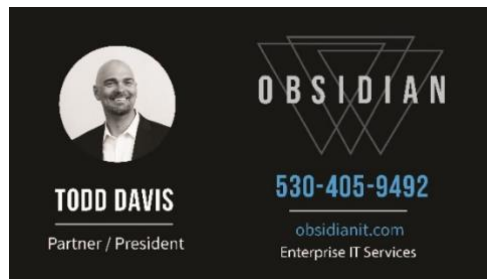 TODD DAVIS
Partner / President
OBSIDIAN
530-405-9492
obsidianit.com
Enterprise IT Services